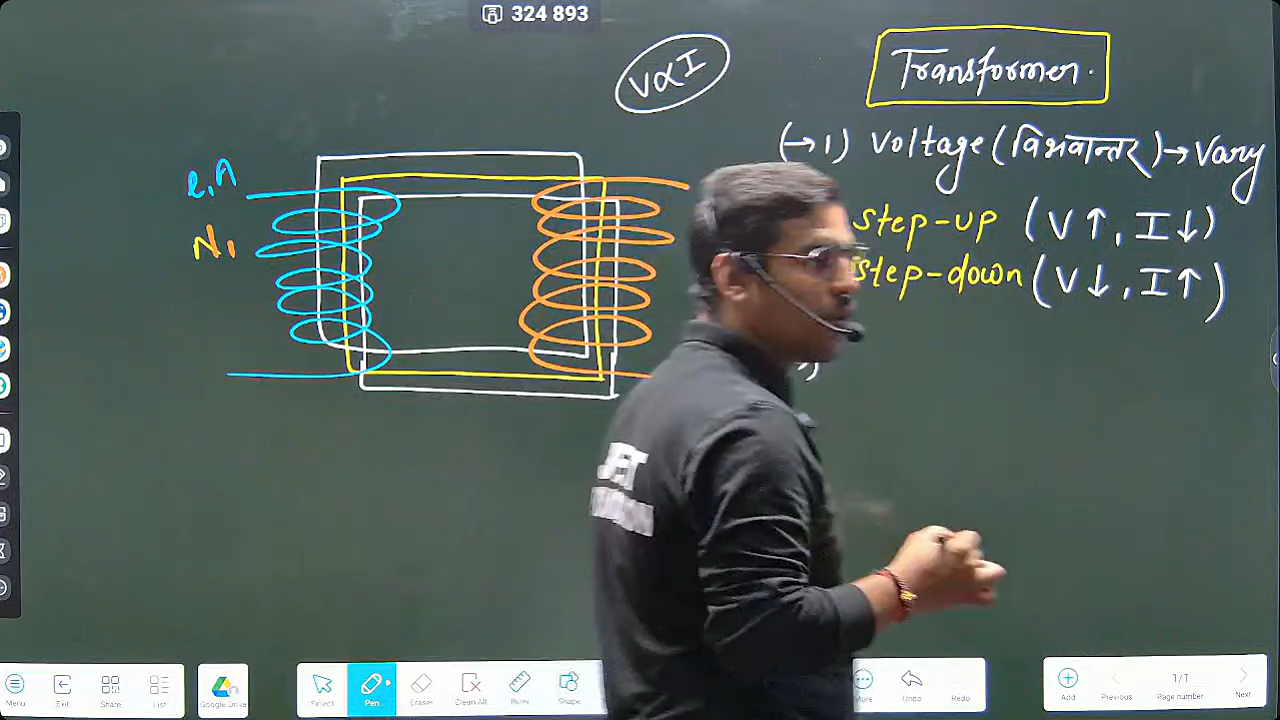 324 893
V∝I
Transformer.
(→1) Voltage (विभवान्तर) → Vary
step-up (V↑, I↓)
step-down (V↓, I↑)
N1
Menu
Exit
Share
List
Google Drive
Select
Pen
Eraser
Clean All
Ruler
Shape
More
Undo
Redo
Add
Previous
1/1
Page number
Next